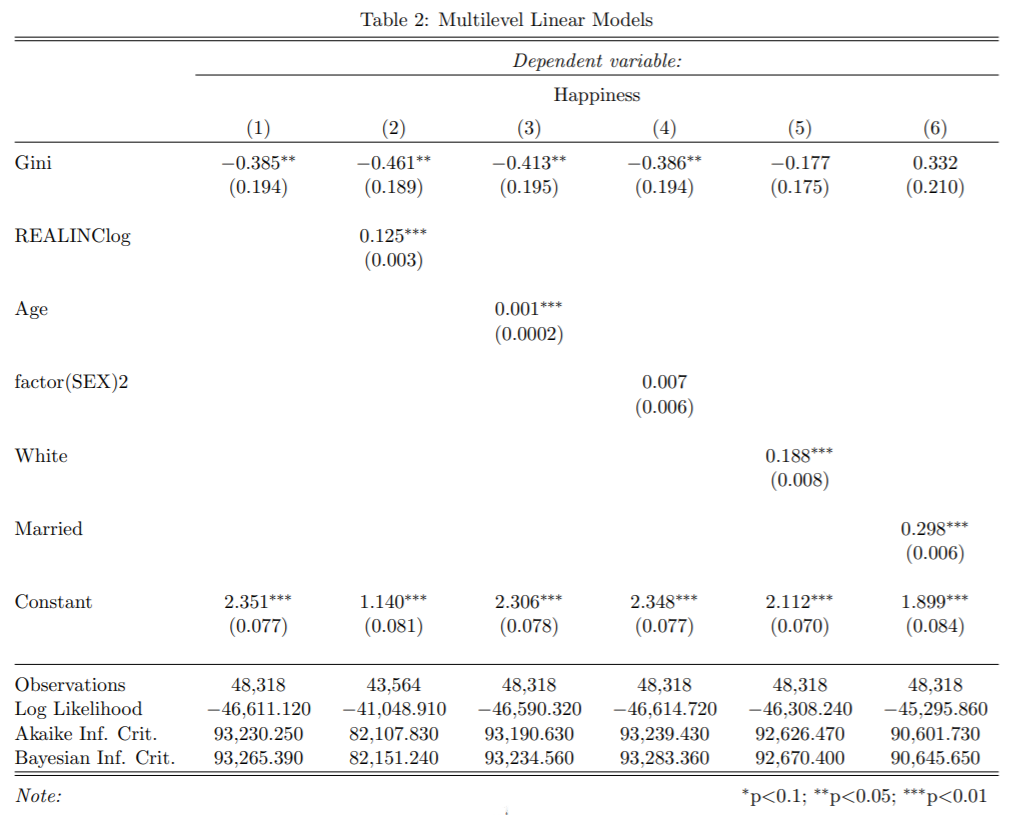 Table 2: Multilevel Linear Models
Dependent variable:
Happiness
(1) (2) (3) (4) (5) (6)
Gini −0.385** −0.461** −0.413** −0.386** −0.177 0.332
(0.194) (0.189) (0.195) (0.194) (0.175) (0.210)
REALINClog 0.125***
(0.003)
Age 0.001***
(0.0002)
factor(SEX)2 0.007
(0.006)
White 0.188***
(0.008)
Married 0.298***
(0.006)
Constant 2.351*** 1.140*** 2.306*** 2.348*** 2.112*** 1.899***
(0.077) (0.081) (0.078) (0.077) (0.070) (0.084)
Observations 48,318 43,564 48,318 48,318 48,318 48,318
Log Likelihood −46,611.120 −41,048.910 −46,590.320 −46,614.720 −46,308.240 −45,295.860
Akaike Inf. Crit. 93,230.250 82,107.830 93,190.630 93,239.430 92,626.470 90,601.730
Bayesian Inf. Crit. 93,265.390 82,151.240 93,234.560 93,283.360 92,670.400 90,645.650
Note: *p<0.1; **p<0.05; ***p<0.01